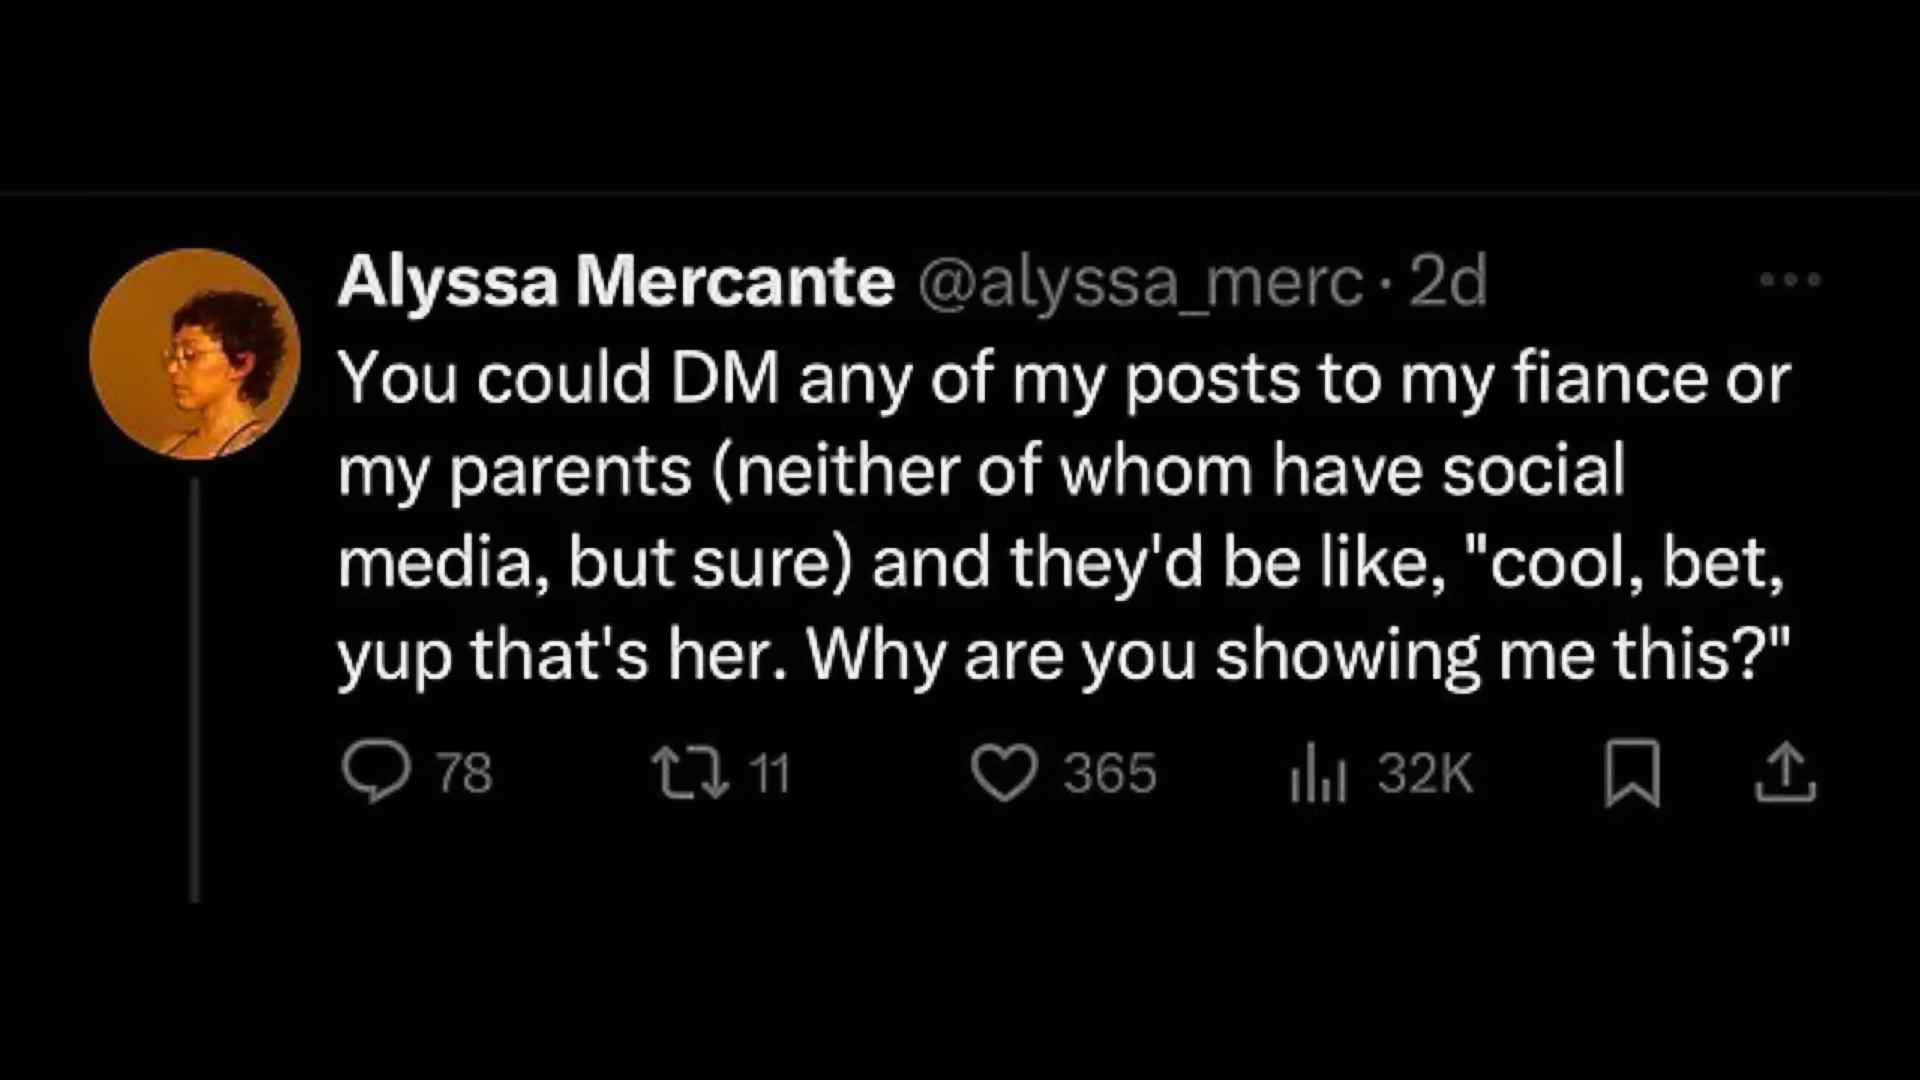 Alyssa Mercante @alyssa_merc · 2d
You could DM any of my posts to my fiance or
my parents (neither of whom have social
media, but sure) and they'd be like, "cool, bet,
yup that's her. Why are you showing me this?"
78 11 365 32K